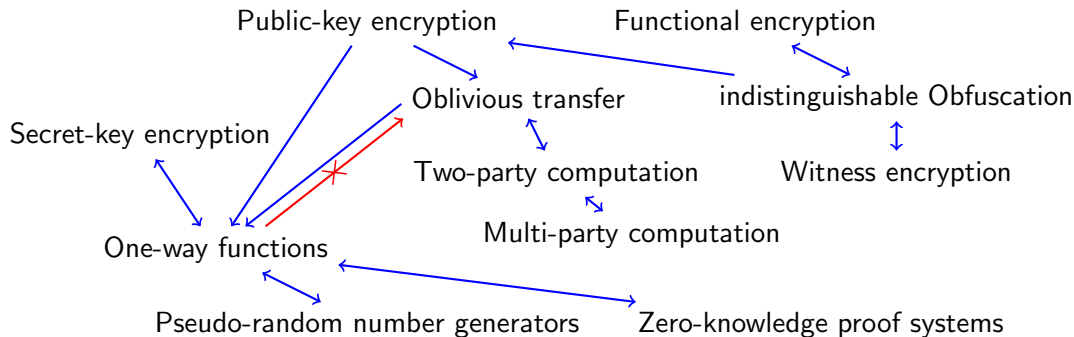 Public-key encryption
Functional encryption
Oblivious transfer
indistinguishable Obfuscation
Secret-key encryption
Two-party computation
Witness encryption
Multi-party computation
One-way functions
Pseudo-random number generators
Zero-knowledge proof systems